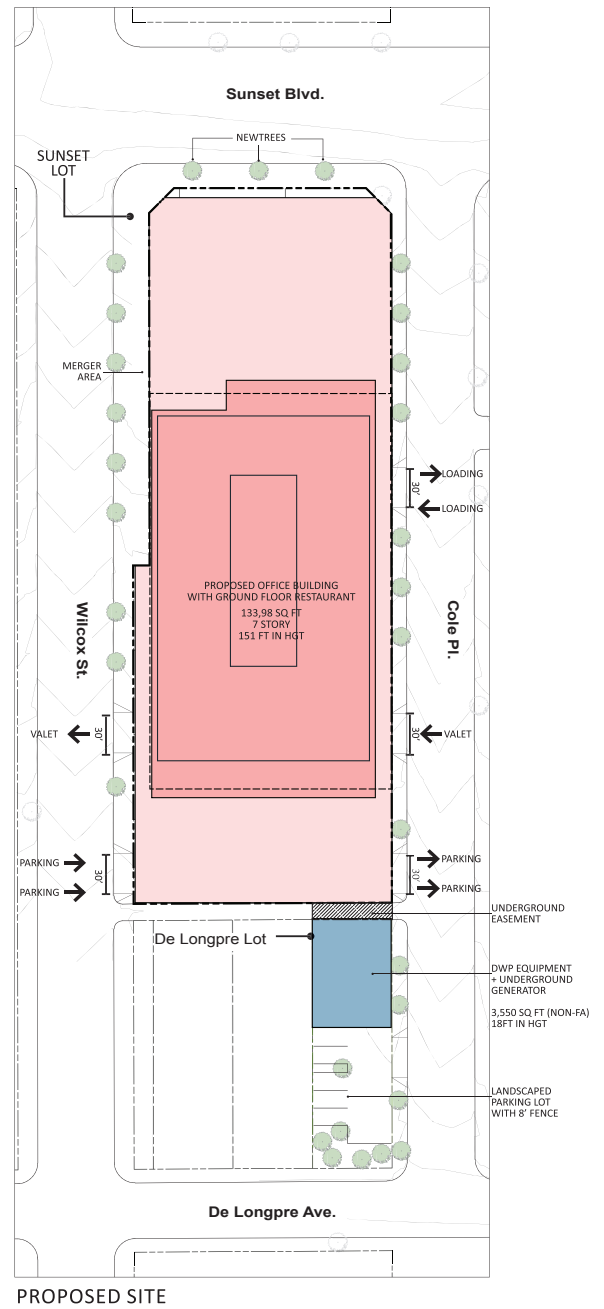 Sunset Blvd.
NEWTREES
SUNSET
LOT
MERGER
AREA
LOADING
30'
LOADING
PROPOSED OFFICE BUILDING
WITH GROUND FLOOR RESTAURANT
133,98 SQ FT
7 STORY
151 FT IN HGT
Wilcox St.
Cole Pl.
VALET
30'
30'
VALET
PARKING
PARKING
30'
30'
PARKING
PARKING
UNDERGROUND
EASEMENT
De Longpre Lot
DWP EQUIPMENT
+ UNDERGROUND
GENERATOR
3,550 SQ FT (NON-FA)
18FT IN HGT
LANDSCAPED
PARKING LOT
WITH 8' FENCE
De Longpre Ave.
PROPOSED SITE